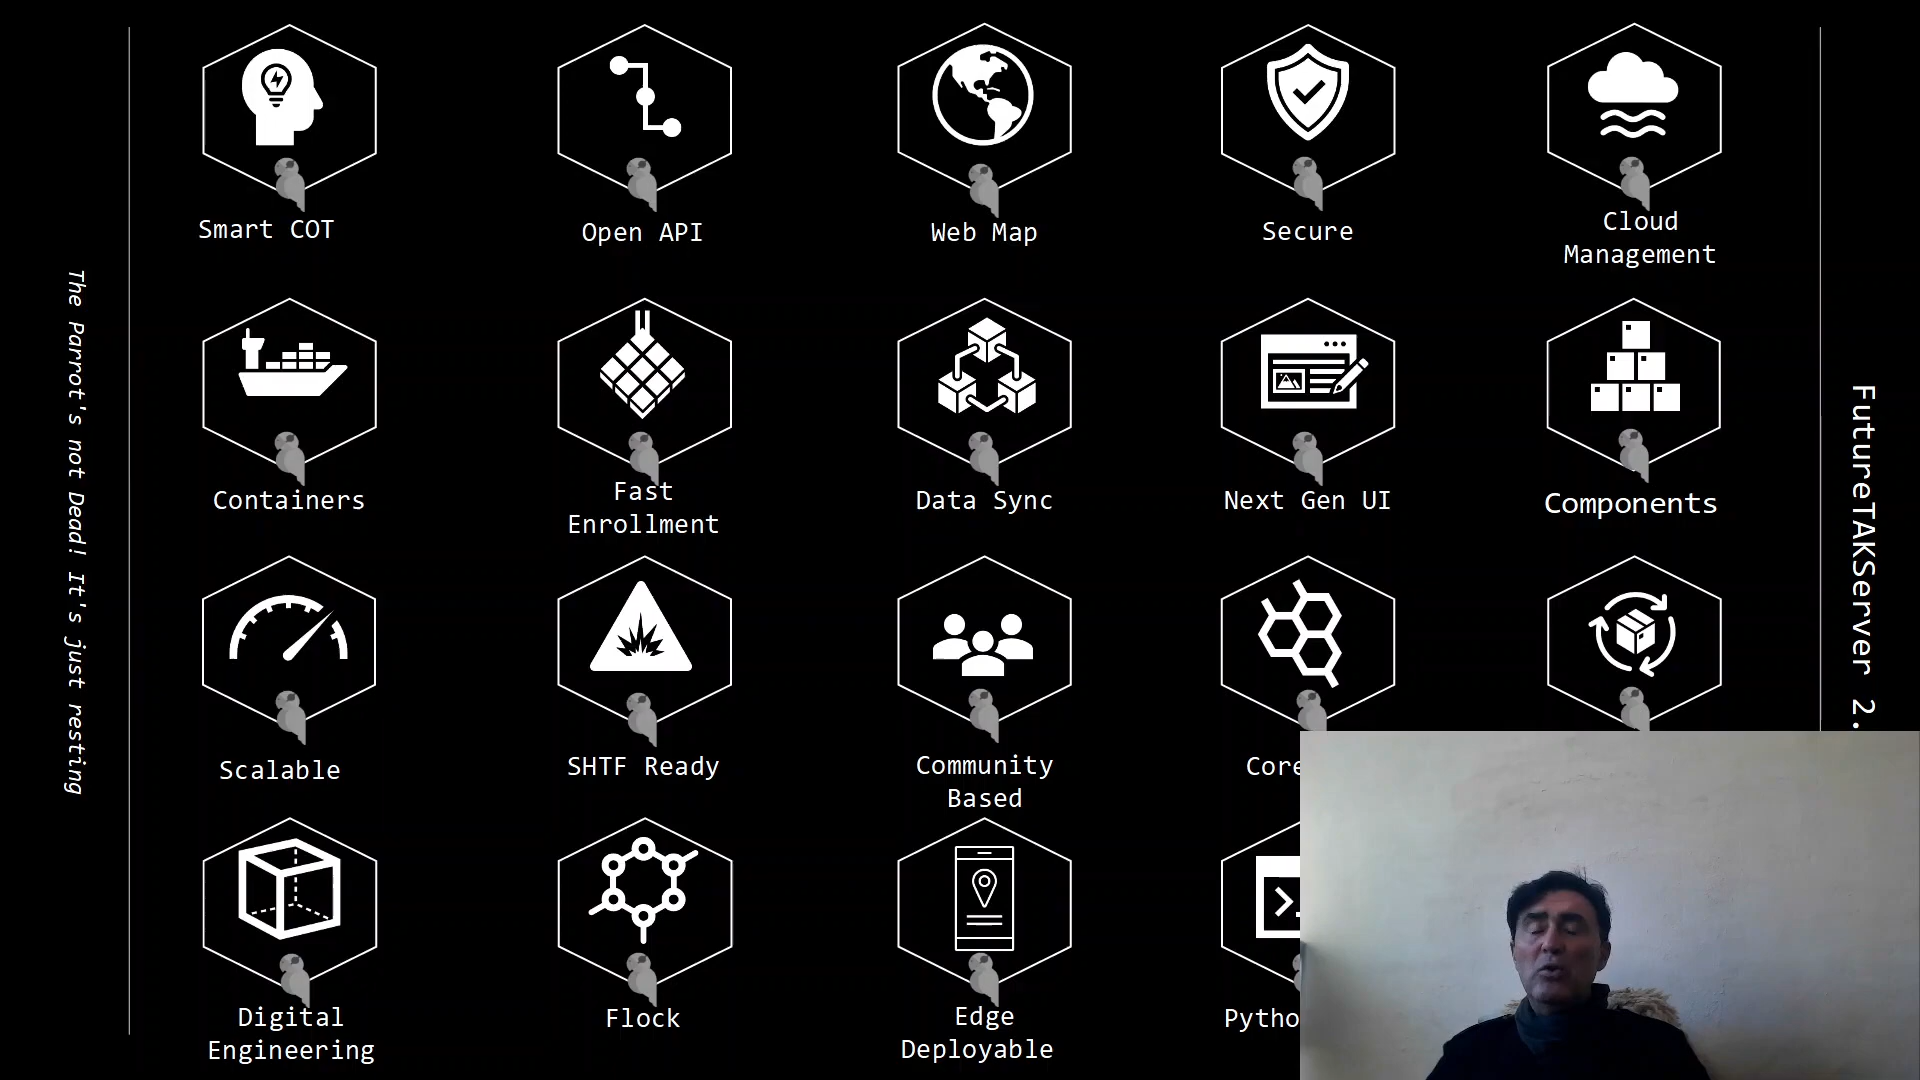 Smart COT
Open API
Web Map
Secure
Cloud
Management
Containers
Fast
Enrollment
Data Sync
Next Gen UI
Components
Scalable
SHTF Ready
Community
Based
Core
Digital
Engineering
Flock
Edge
Deployable
Pytho
The Parrot's not Dead! It's just resting
FutureTAKServer 2.